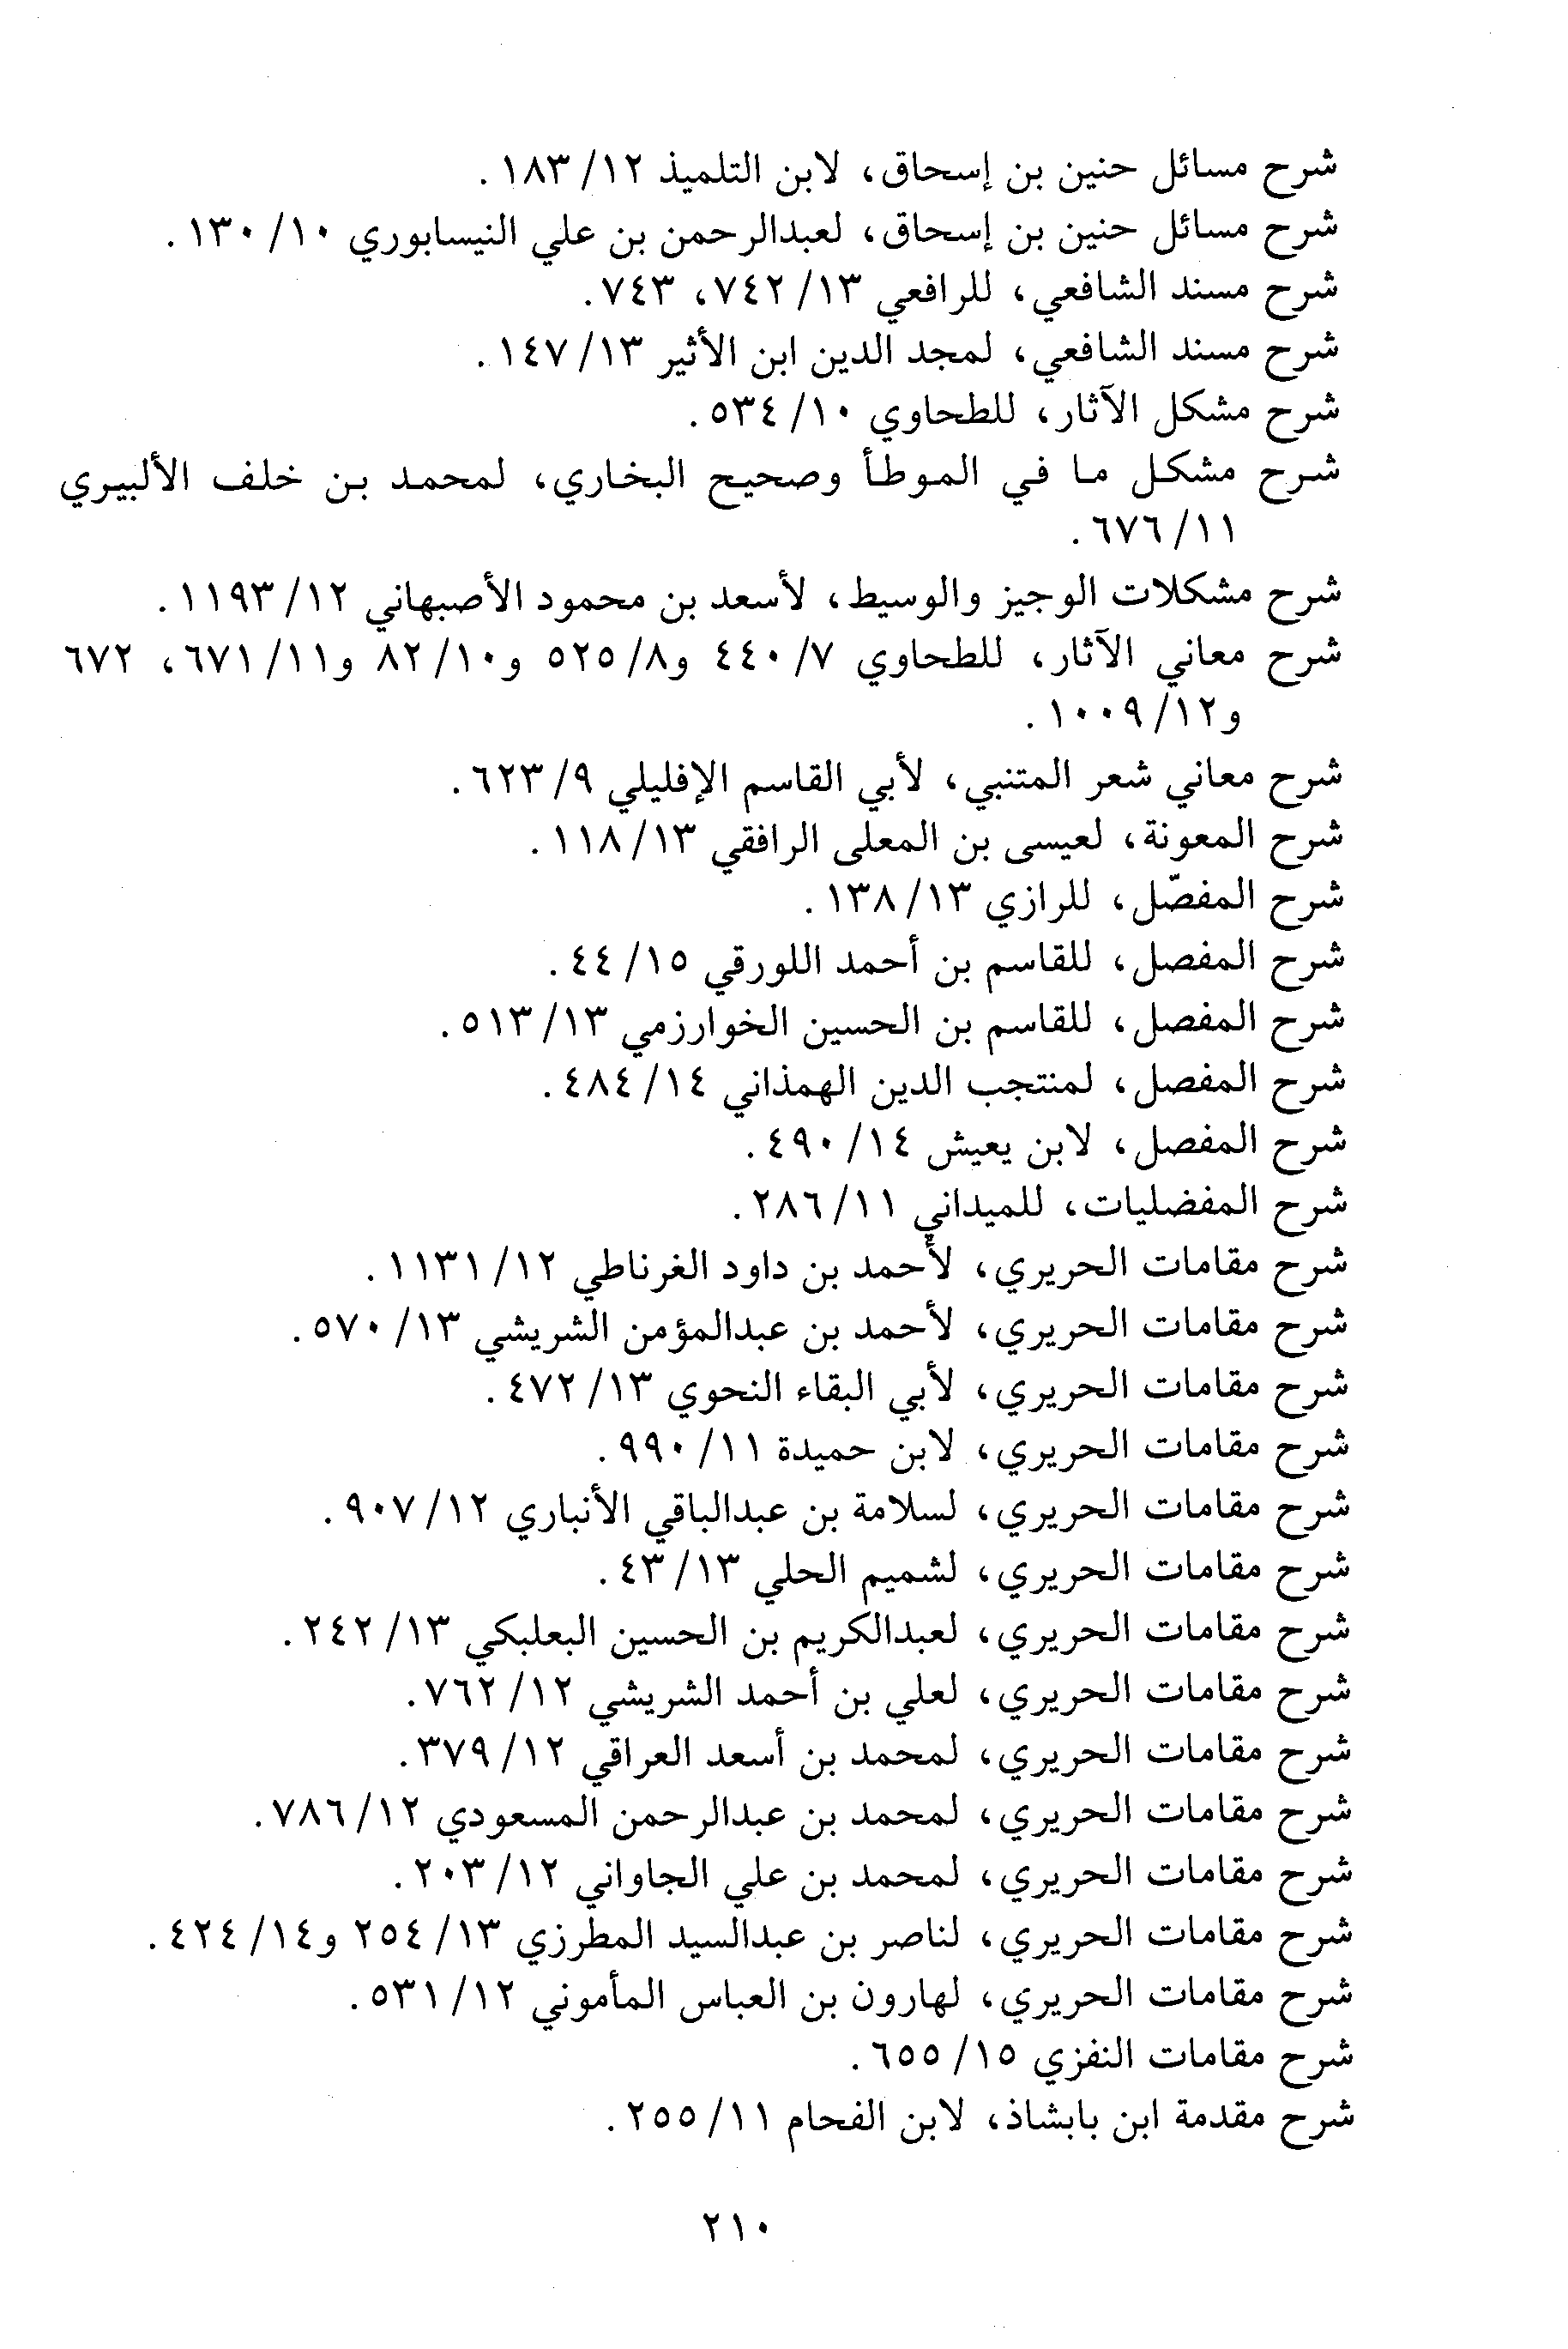 شرح مسائل حنين بن إسحاق، لابن التلميذ ١٢/ ١٨٣.
شرح مسائل حنين بن إسحاق، لعبدالرحمن بن علي النيسابوري ١٠/ ١٣٠.
شرح مسند الشافعي، للرافعي ١٣/ ٧٤٢، ٧٤٣.
شرح مسند الشافعي، لمجد الدين ابن الأثير ١٣/ ١٤٧.
شرح مشكل الآثار، للطحاوي ١٠/ ٥٣٤.
شرح مشكل ما في الموطأ وصحيح البخاري، لمحمد بن خلف الألبيري
١١/ ٦٧٦.
شرح مشكلات الوجيز والوسيط، لأسعد بن محمود الأصبهاني ١٢/ ١١٩٣.
شرح معاني الآثار، للطحاوي ٧/ ٤٤٠ و٨/ ٥٢٥ و١٠/ ٨٢ و١١/ ٦٧١، ٦٧٢
و١٢/ ١٠٠٩.
شرح معاني شعر المتنبي، لأبي القاسم الإفليلي ٩/ ٦٢٣.
شرح المعونة، لعيسى بن المعلى الرافقي ١٣/ ١١٨.
شرح المفصّل، للرازي ١٣/ ١٣٨.
شرح المفصل، للقاسم بن أحمد اللورقي ١٥/ ٤٤.
شرح المفصل، للقاسم بن الحسين الخوارزمي ١٣/ ٥١٣.
شرح المفصل، لمنتجب الدين الهمذاني ١٤/ ٤٨٤.
شرح المفصل، لابن يعيش ١٤/ ٤٩٠.
شرح المفضليات، للميداني ١١/ ٢٨٦.
شرح مقامات الحريري، لأحمد بن داود الغرناطي ١٢/ ١١٣١.
شرح مقامات الحريري، لأحمد بن عبدالمؤمن الشريشي ١٣/ ٥٧٠.
شرح مقامات الحريري، لأبي البقاء النحوي ١٣/ ٤٧٢.
شرح مقامات الحريري، لابن حميدة ١١/ ٩٩٠.
شرح مقامات الحريري، لسلامة بن عبدالباقي الأنباري ١٢/ ٩٠٧.
شرح مقامات الحريري، لشميم الحلي ١٣/ ٤٣.
شرح مقامات الحريري، لعبدالكريم بن الحسين البعلبكي ١٣/ ٢٤٢.
شرح مقامات الحريري، لعلي بن أحمد الشريشي ١٢/ ٧٦٢.
شرح مقامات الحريري، لمحمد بن أسعد العراقي ١٢/ ٣٧٩.
شرح مقامات الحريري، لمحمد بن عبدالرحمن المسعودي ١٢/ ٧٨٦.
شرح مقامات الحريري، لمحمد بن علي الجاواني ١٢/ ٢٠٣.
شرح مقامات الحريري، لناصر بن عبدالسيد المطرزي ١٣/ ٢٥٤ و١٤/ ٤٢٤.
شرح مقامات الحريري، لهارون بن العباس المأموني ١٢/ ٥٣١.
شرح مقامات النفزي ١٥/ ٦٥٥.
شرح مقدمة ابن بابشاذ، لابن الفحام ١١/ ٢٥٥.
٢١٠